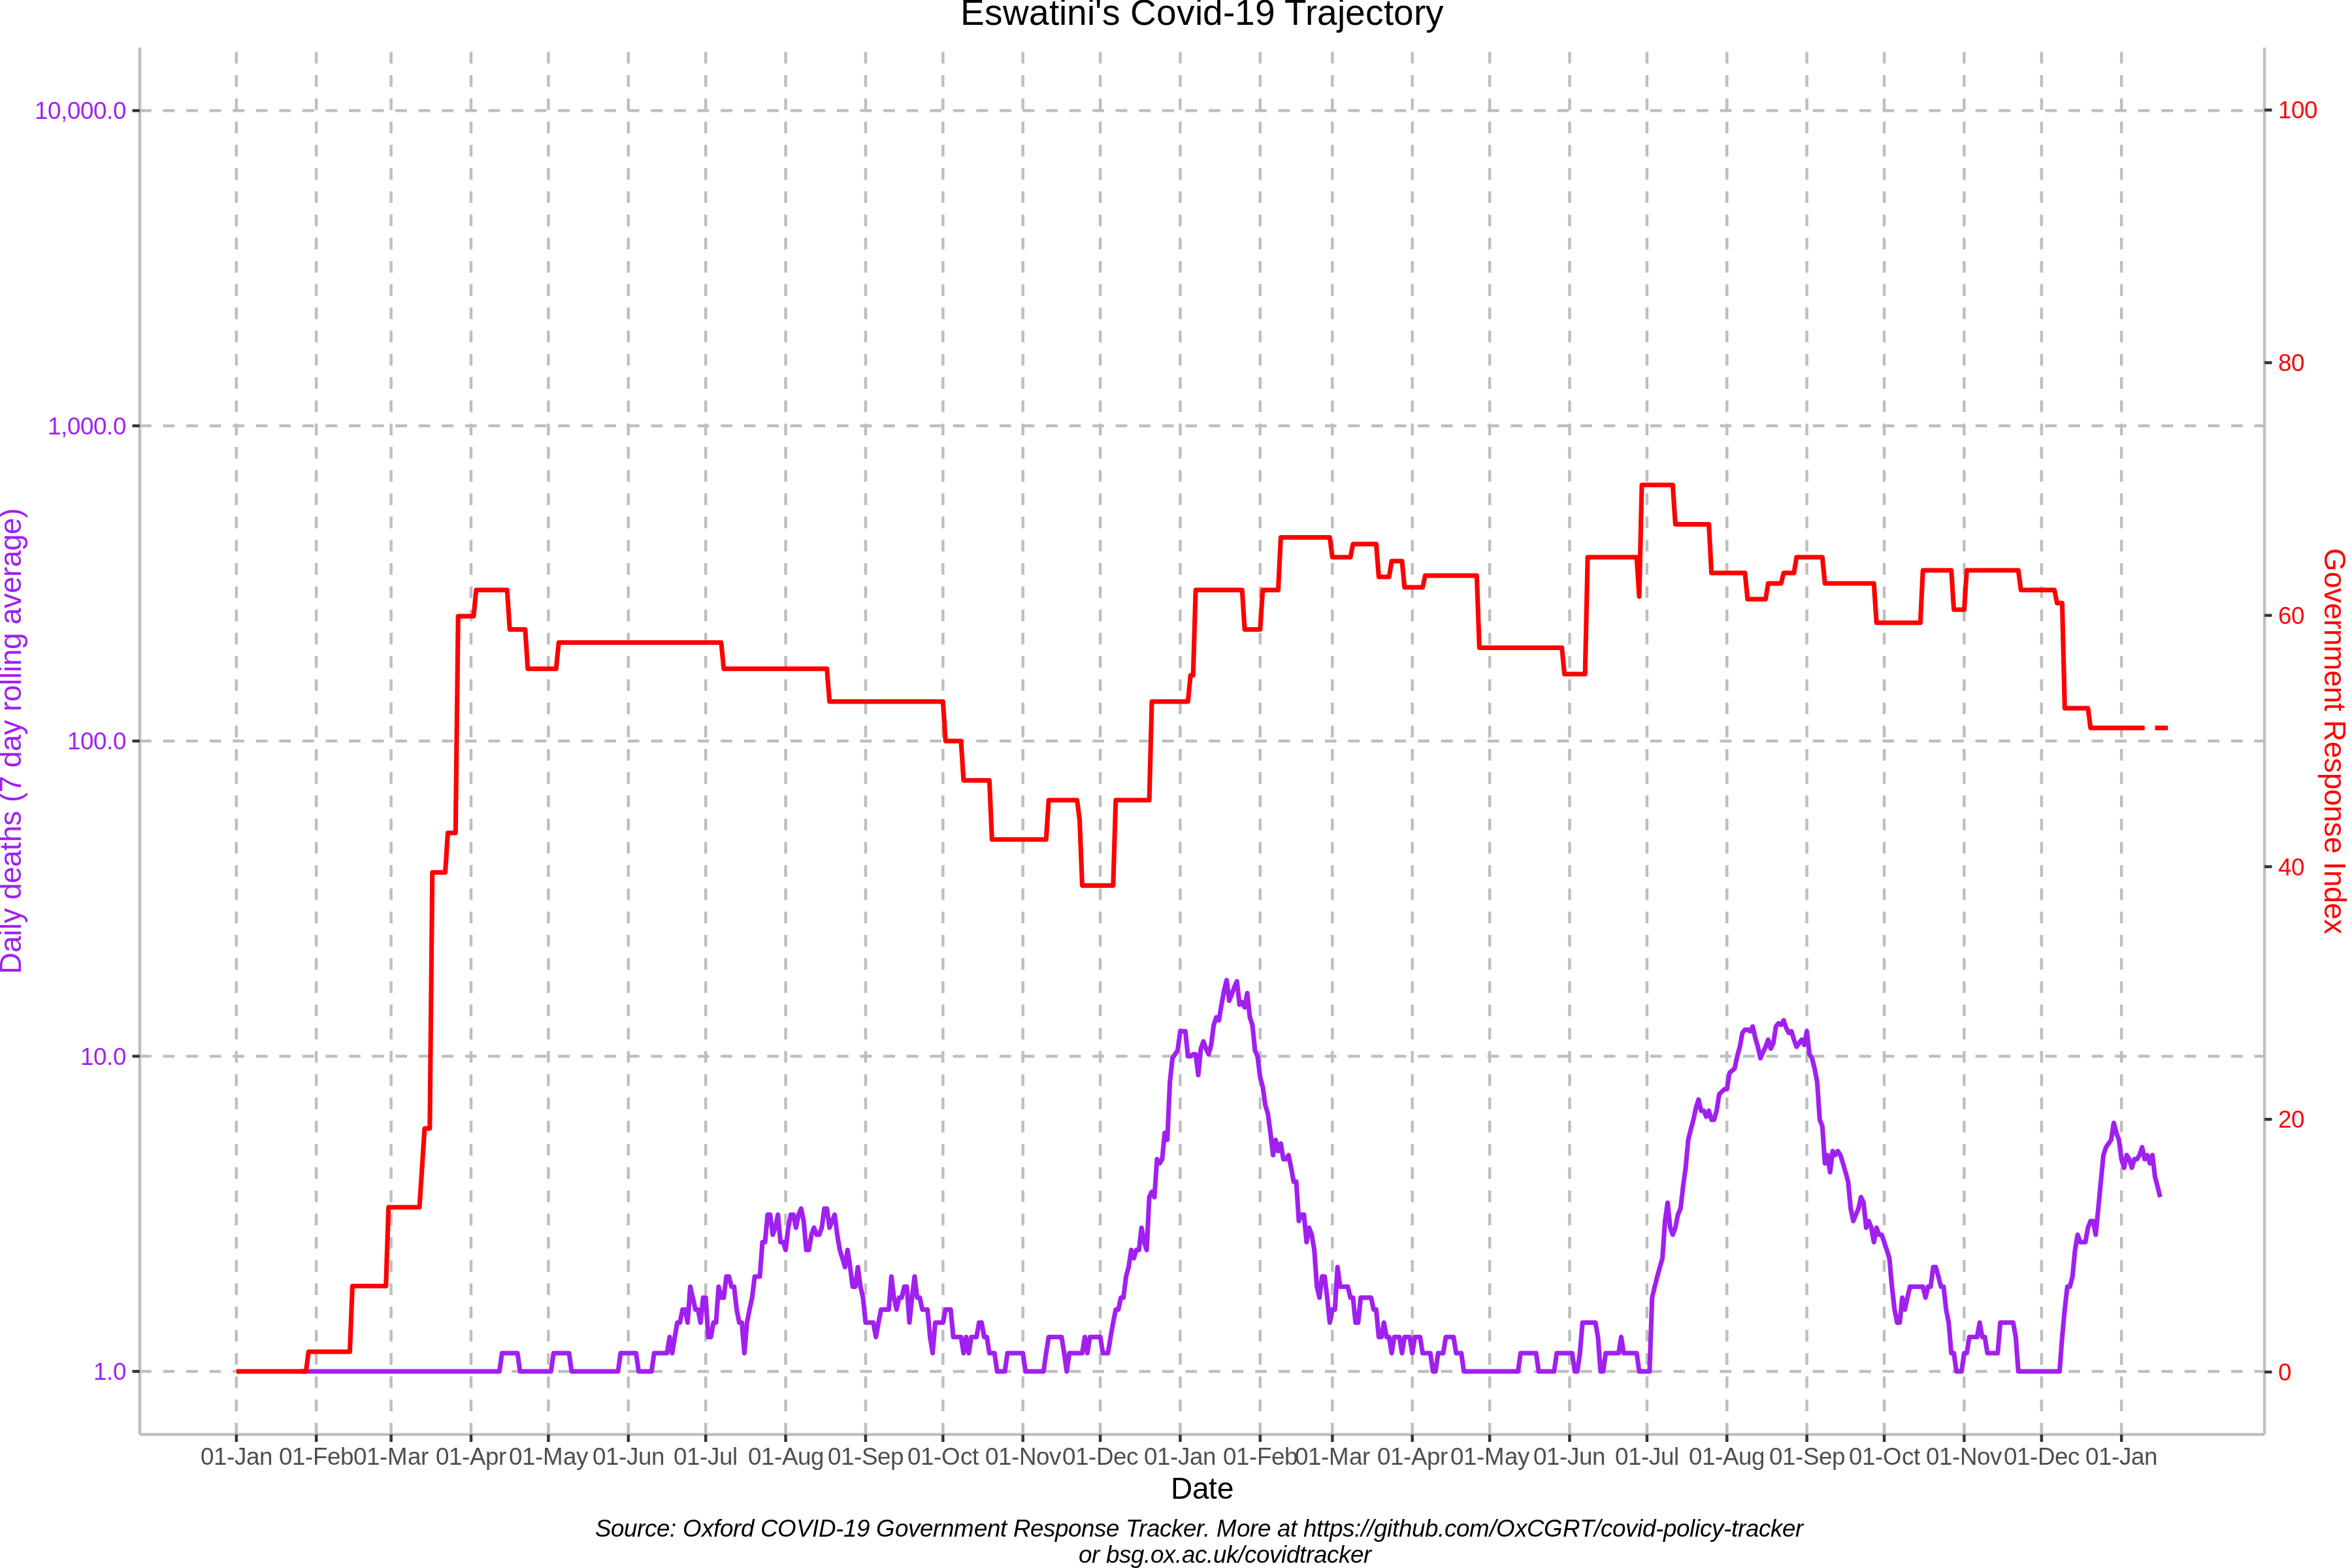 Eswatini's Covid-19 Trajectory
10,000.0
1,000.0
100.0
10.0
1.0
Daily deaths (7 day rolling average)
100
80
60
40
20
0
Government Response Index
01-Jan 01-Feb 01-Mar 01-Apr 01-May 01-Jun 01-Jul 01-Aug 01-Sep 01-Oct 01-Nov 01-Dec 01-Jan 01-Feb 01-Mar 01-Apr 01-May 01-Jun 01-Jul 01-Aug 01-Sep 01-Oct 01-Nov 01-Dec 01-Jan
Date
Source: Oxford COVID-19 Government Response Tracker. More at https://github.com/OxCGRT/covid-policy-tracker
or bsg.ox.ac.uk/covidtracker